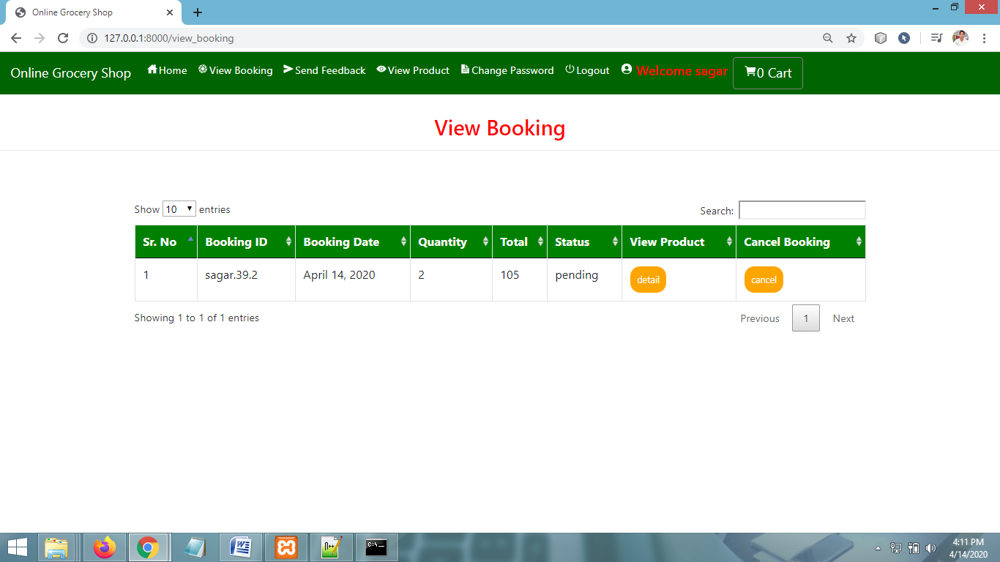 Online Grocery Shop
127.0.0.1:8000/view_booking
Online Grocery Shop Home View Booking Send Feedback View Product Change Password Logout Welcome sagar 0 Cart
View Booking
Show 10 entries Search:
Sr. No Booking ID Booking Date Quantity Total Status View Product Cancel Booking
1 sagar.39.2 April 14, 2020 2 105 pending detail cancel
Showing 1 to 1 of 1 entries Previous 1 Next
4:11 PM
4/14/2020